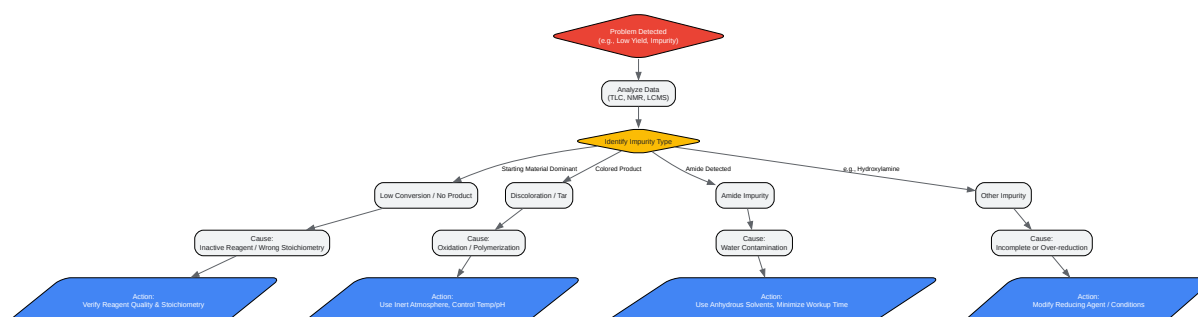 Problem Detected
(e.g., Low Yield, Impurity)
Analyze Data
(TLC, NMR, LCMS)
Identify Impurity Type
Starting Material Dominant
Colored Product
Amide Detected
e.g., Hydroxylamine
Low Conversion / No Product
Discoloration / Tar
Amide Impurity
Other Impurity
Cause:
Inactive Reagent / Wrong Stoichiometry
Cause:
Oxidation / Polymerization
Cause:
Water Contamination
Cause:
Incomplete or Over-reduction
Action:
Verify Reagent Quality & Stoichiometry
Action:
Use Inert Atmosphere, Control Temp/pH
Action:
Use Anhydrous Solvents, Minimize Workup Time
Action:
Modify Reducing Agent / Conditions